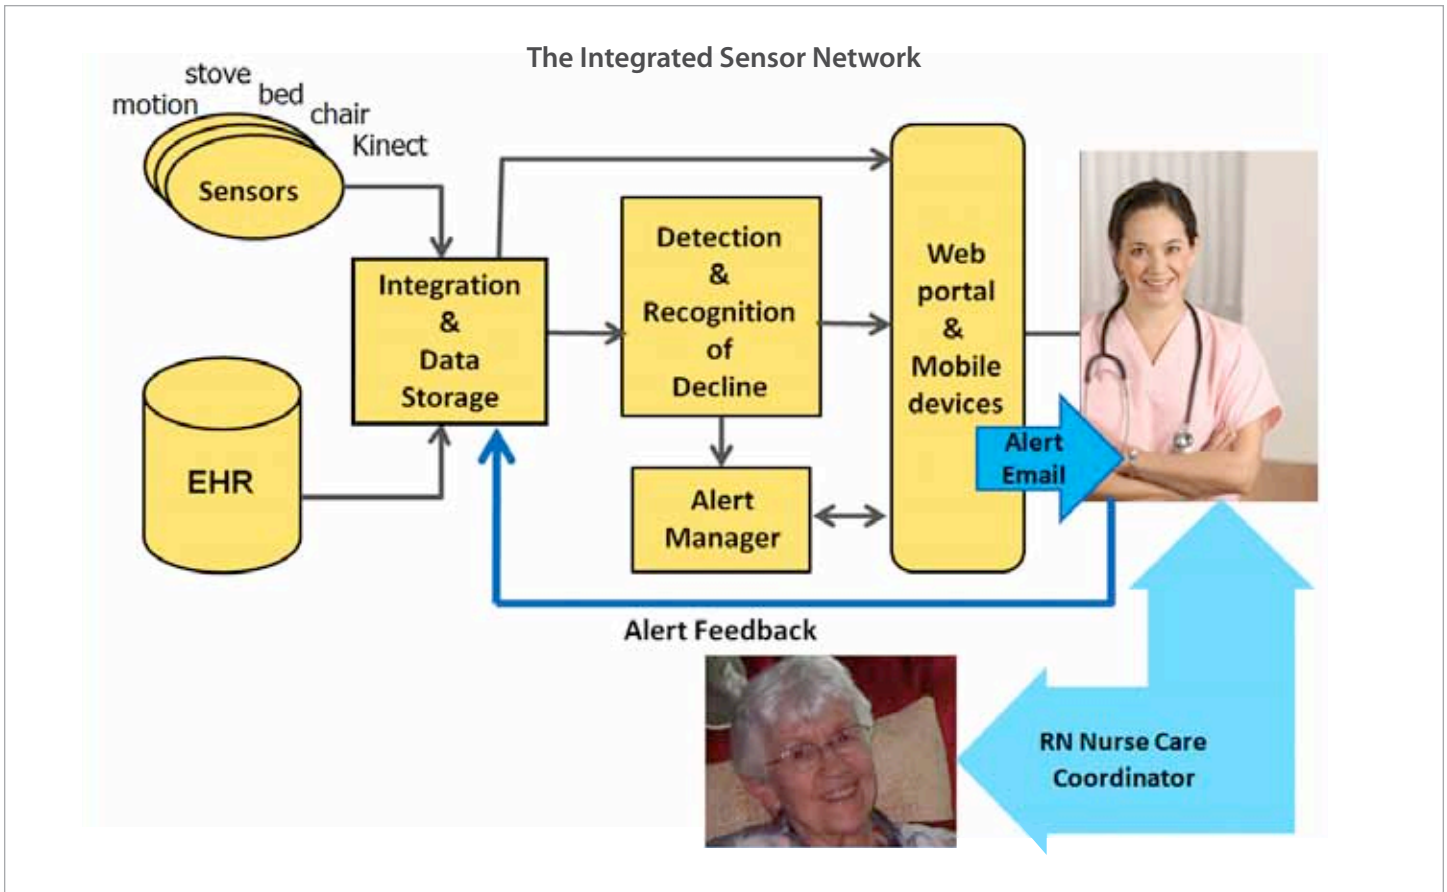 The Integrated Sensor Network
stove
motion
bed
chair
Kinect
Sensors
Integration
&
Data
Storage
EHR
Detection
&
Recognition
of
Decline
Alert
Manager
Web
portal
&
Mobile
devices
Alert
Email
Alert Feedback
RN Nurse Care
Coordinator